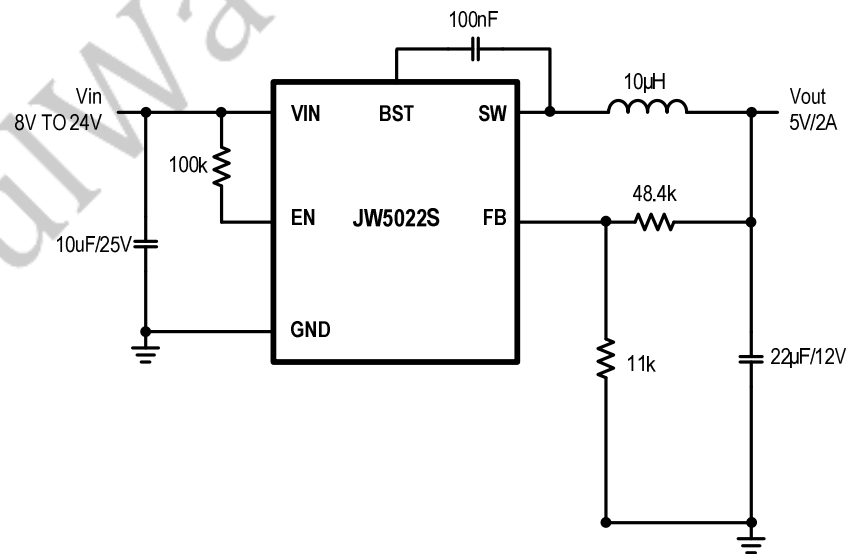 100nF
Vin
8V TO 24V
VIN
BST
SW
10µH
Vout
5V/2A
100k
48.4k
EN
JW5022S
FB
10uF/25V
GND
11k
22µF/12V